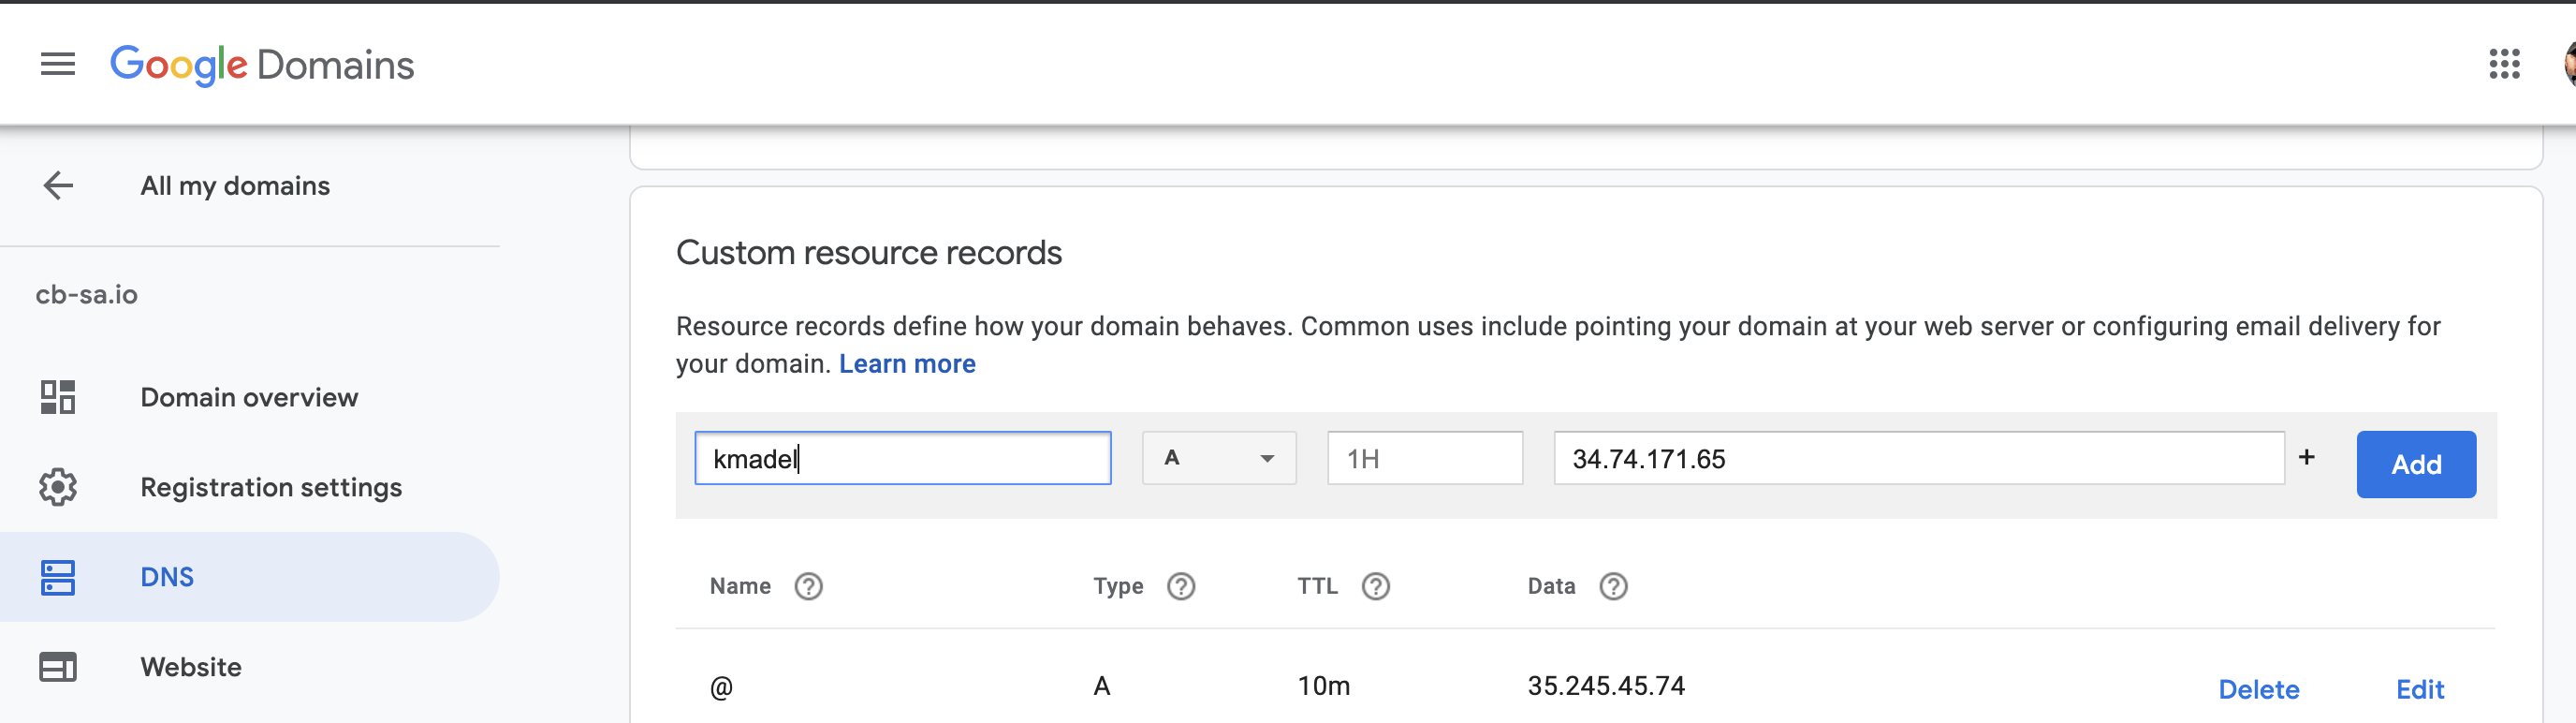 Google Domains
All my domains
cb-sa.io
Domain overview
Registration settings
DNS
Website
Custom resource records
Resource records define how your domain behaves. Common uses include pointing your domain at your web server or configuring email delivery for
your domain. Learn more
kmadel A 1H 34.74.171.65 + Add
Name ? Type ? TTL ? Data ?
@ A 10m 35.245.45.74 Delete Edit